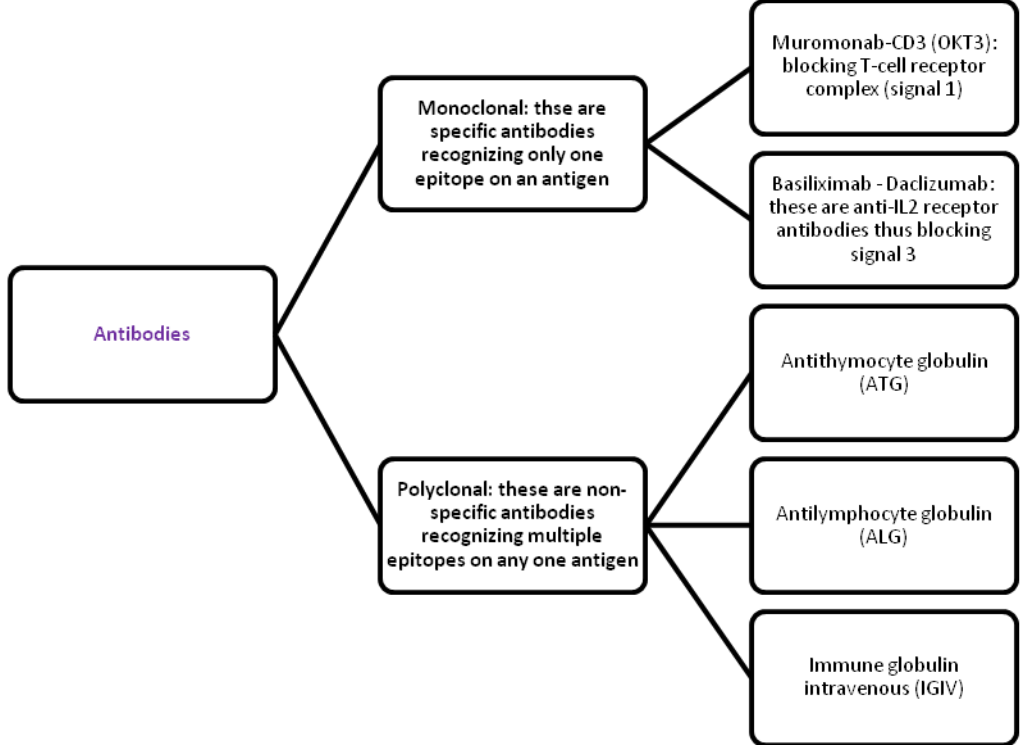 Antibodies
Monoclonal: thse are
specific antibodies
recognizing only one
epitope on an antigen
Muromonab-CD3 (OKT3):
blocking T-cell receptor
complex (signal 1)
Basiliximab - Daclizumab:
these are anti-IL2 receptor
antibodies thus blocking
signal 3
Polyclonal: these are non-
specific antibodies
recognizing multiple
epitopes on any one antigen
Antithymocyte globulin
(ATG)
Antilymphocyte globulin
(ALG)
Immune globulin
intravenous (IGIV)